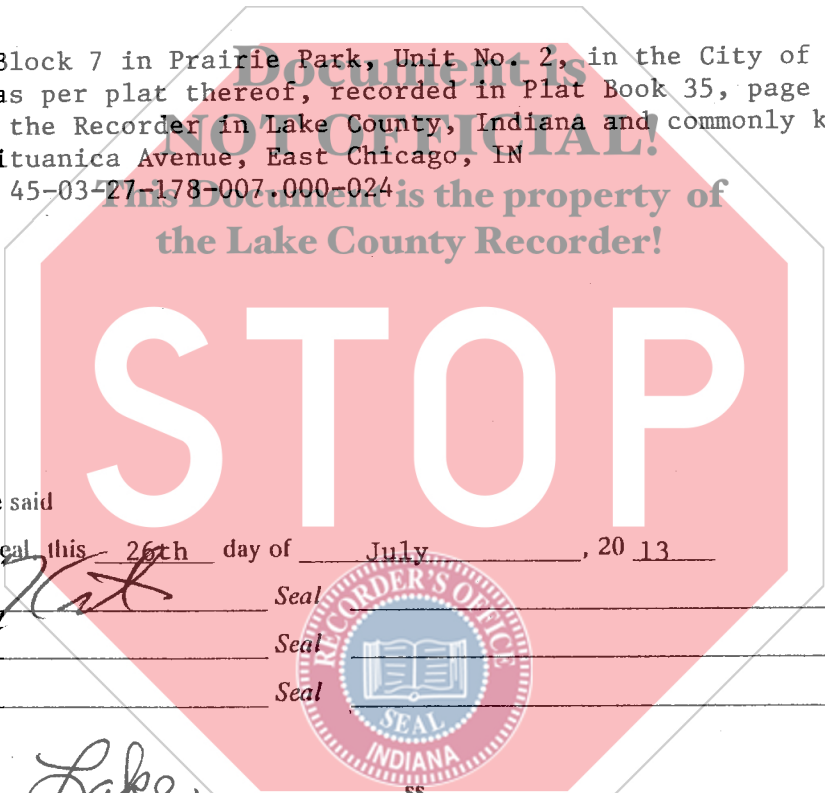 Block 7 in Prairie Park, Unit No. 2, in the City of
as per plat thereof, recorded in Plat Book 35, page
the Recorder in Lake County, Indiana and commonly k
ituanica Avenue, East Chicago, IN
45-03-27-178-007.000-024
Document is
NOT OFFICIAL!
This Document is the property of
the Lake County Recorder!
STOP
e said
eal this 26th day of July, 20 13
Seal
Seal
Seal
RECORDER'S OFFICE
SEAL
INDIANA
Lake
ss